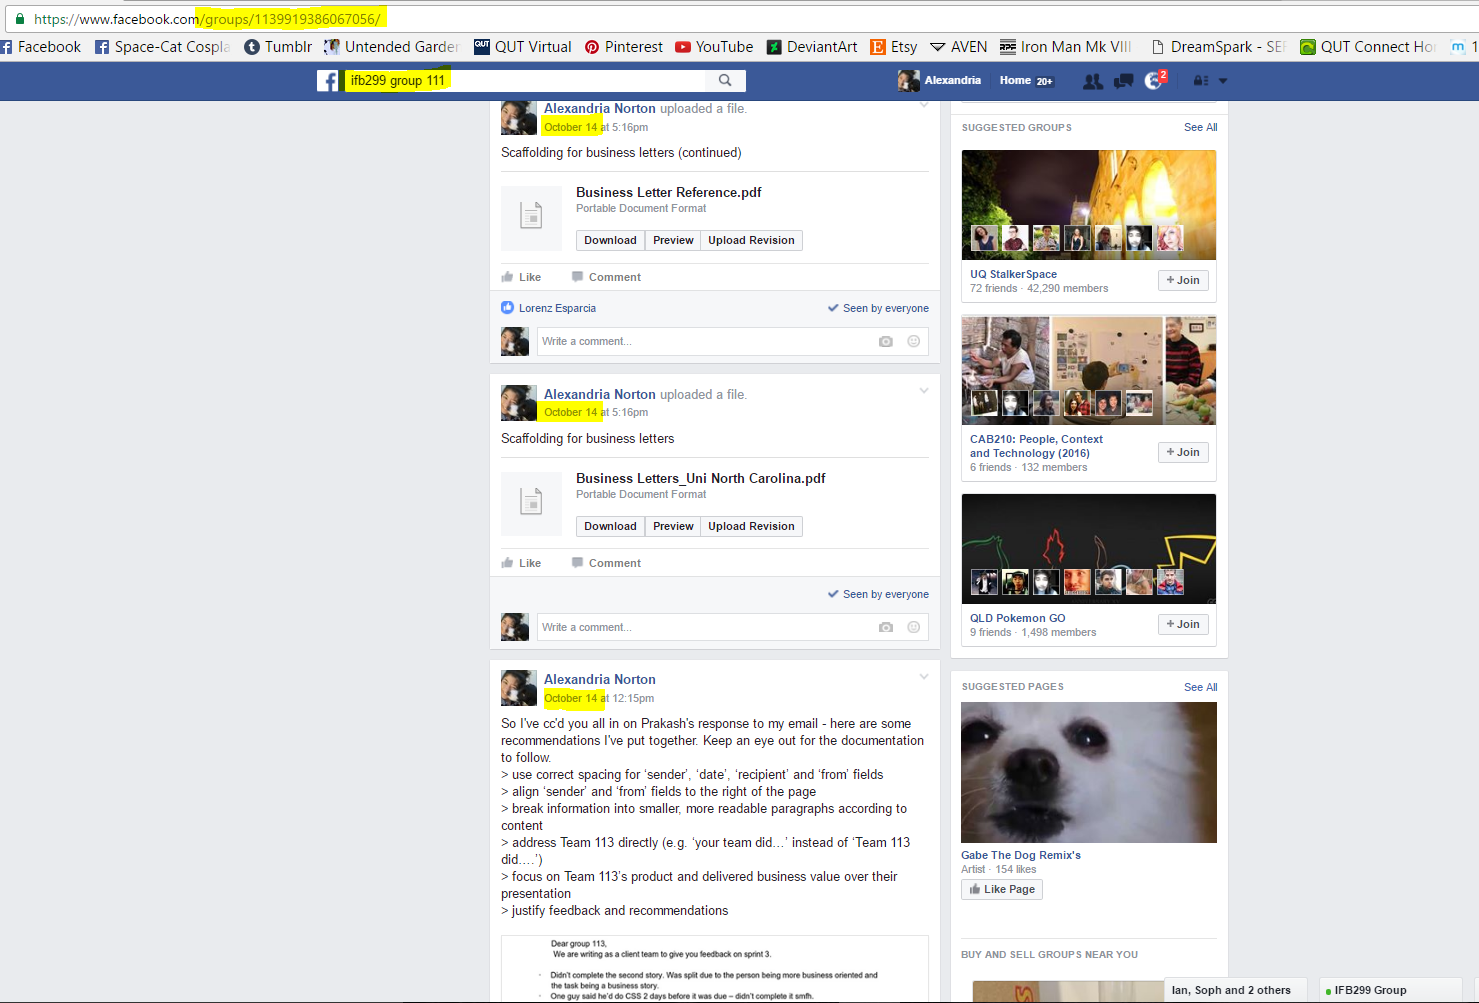 https://www.facebook.com/groups/1139919386067056/
Facebook
Space-Cat Cospla
Tumblr
Untended Garden
QUT Virtual
Pinterest
YouTube
DeviantArt
Etsy
AVEN
Iron Man Mk VIII
DreamSpark - SEF
QUT Connect Ho
1
ifb299 group 111
Alexandria
Home 20+
2
Alexandria Norton uploaded a file.
October 14 at 5:16pm
Scaffolding for business letters (continued)
Business Letter Reference.pdf
Portable Document Format
Download Preview Upload Revision
Like Comment
Lorenz Esparcia
Seen by everyone
Write a comment...
Alexandria Norton uploaded a file.
October 14 at 5:16pm
Scaffolding for business letters
Business Letters_Uni North Carolina.pdf
Portable Document Format
Download Preview Upload Revision
Like Comment
Seen by everyone
Write a comment...
Alexandria Norton
October 14 at 12:15pm
So I've cc'd you all in on Prakash's response to my email - here are some
recommendations I've put together. Keep an eye out for the documentation
to follow.
> use correct spacing for ‘sender’, ‘date’, ‘recipient’ and ‘from’ fields
> align ‘sender’ and ‘from’ fields to the right of the page
> break information into smaller, more readable paragraphs according to
content
> address Team 113 directly (e.g. ‘your team did…’ instead of ‘Team 113
did….’)
> focus on Team 113’s product and delivered business value over their
presentation
> justify feedback and recommendations
Dear group 113,
We are writing as a client team to give you feedback on sprint 3.
- Didn't complete the second story. Was split due to the person being more business oriented and
the task being a business story.
- One guy said he'd do CSS 2 days before it was due – didn't complete it smfh.
SUGGESTED GROUPS
See All
UQ StalkerSpace
72 friends · 42,290 members
+ Join
CAB210: People, Context
and Technology (2016)
6 friends · 132 members
+ Join
QLD Pokemon GO
9 friends · 1,498 members
+ Join
SUGGESTED PAGES
See All
Gabe The Dog Remix's
Artist · 154 likes
Like Page
BUY AND SELL GROUPS NEAR YOU
Ian, Soph and 2 others
IFB299 Group